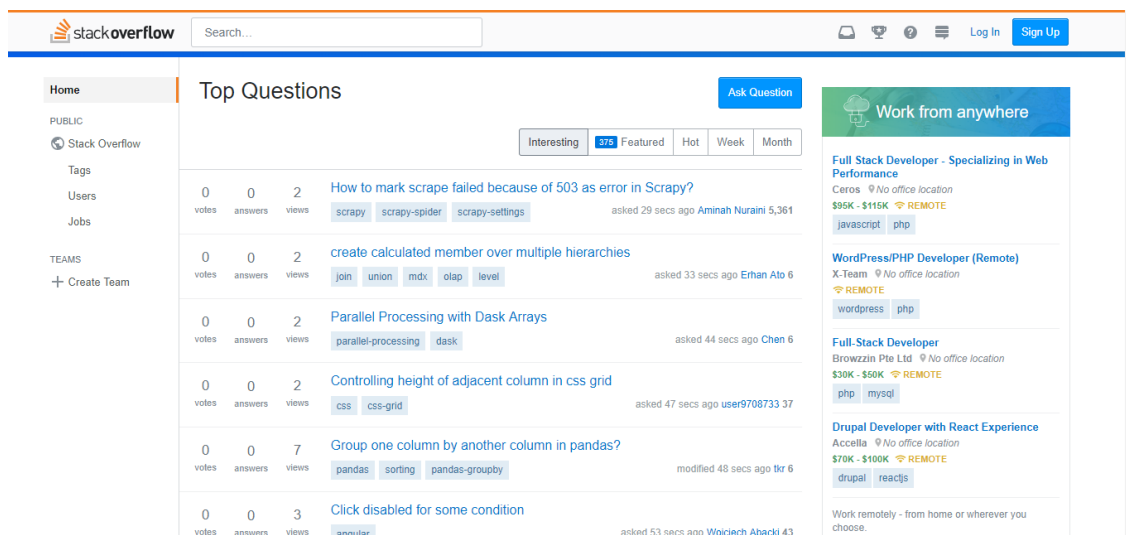 stackoverflow
Search...
Log In
Sign Up
Home
PUBLIC
Stack Overflow
Tags
Users
Jobs
TEAMS
Create Team
Top Questions
Ask Question
Interesting
375 Featured
Hot
Week
Month
0 votes 0 answers 2 views
How to mark scrape failed because of 503 as error in Scrapy?
scrapy scrapy-spider scrapy-settings
asked 29 secs ago Aminah Nuraini 5,361
0 votes 0 answers 2 views
create calculated member over multiple hierarchies
join union mdx olap level
asked 33 secs ago Erhan Ato 6
0 votes 0 answers 2 views
Parallel Processing with Dask Arrays
parallel-processing dask
asked 44 secs ago Chen 6
0 votes 0 answers 2 views
Controlling height of adjacent column in css grid
css css-grid
asked 47 secs ago user9708733 37
0 votes 0 answers 7 views
Group one column by another column in pandas?
pandas sorting pandas-groupby
modified 48 secs ago tkr 6
0 votes 0 answers 3 views
Click disabled for some condition
angular
asked 53 secs ago Wojciech Abacki 43
Work from anywhere
Full Stack Developer - Specializing in Web
Performance
Ceros No office location
$95K - $115K REMOTE
javascript php
WordPress/PHP Developer (Remote)
X-Team No office location
REMOTE
wordpress php
Full-Stack Developer
Browzzin Pte Ltd No office location
$30K - $50K REMOTE
php mysql
Drupal Developer with React Experience
Accella No office location
$70K - $100K REMOTE
drupal reactjs
Work remotely - from home or wherever you
choose.